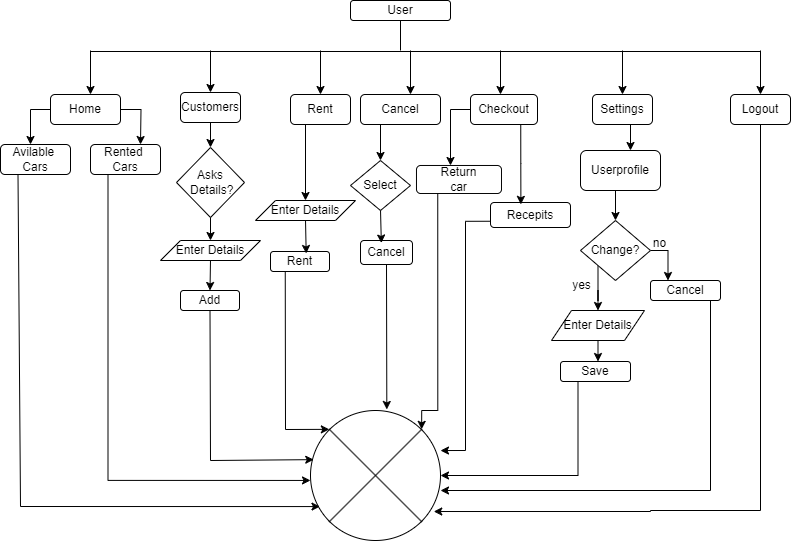 User
Home
Customers
Rent
Cancel
Checkout
Settings
Logout
Avilable
Cars
Rented
Cars
Asks
Details?
Select
Return
car
Userprofile
Enter Details
Recepits
Enter Details
Rent
Cancel
Change?
no
yes
Cancel
Add
Enter Details
Save